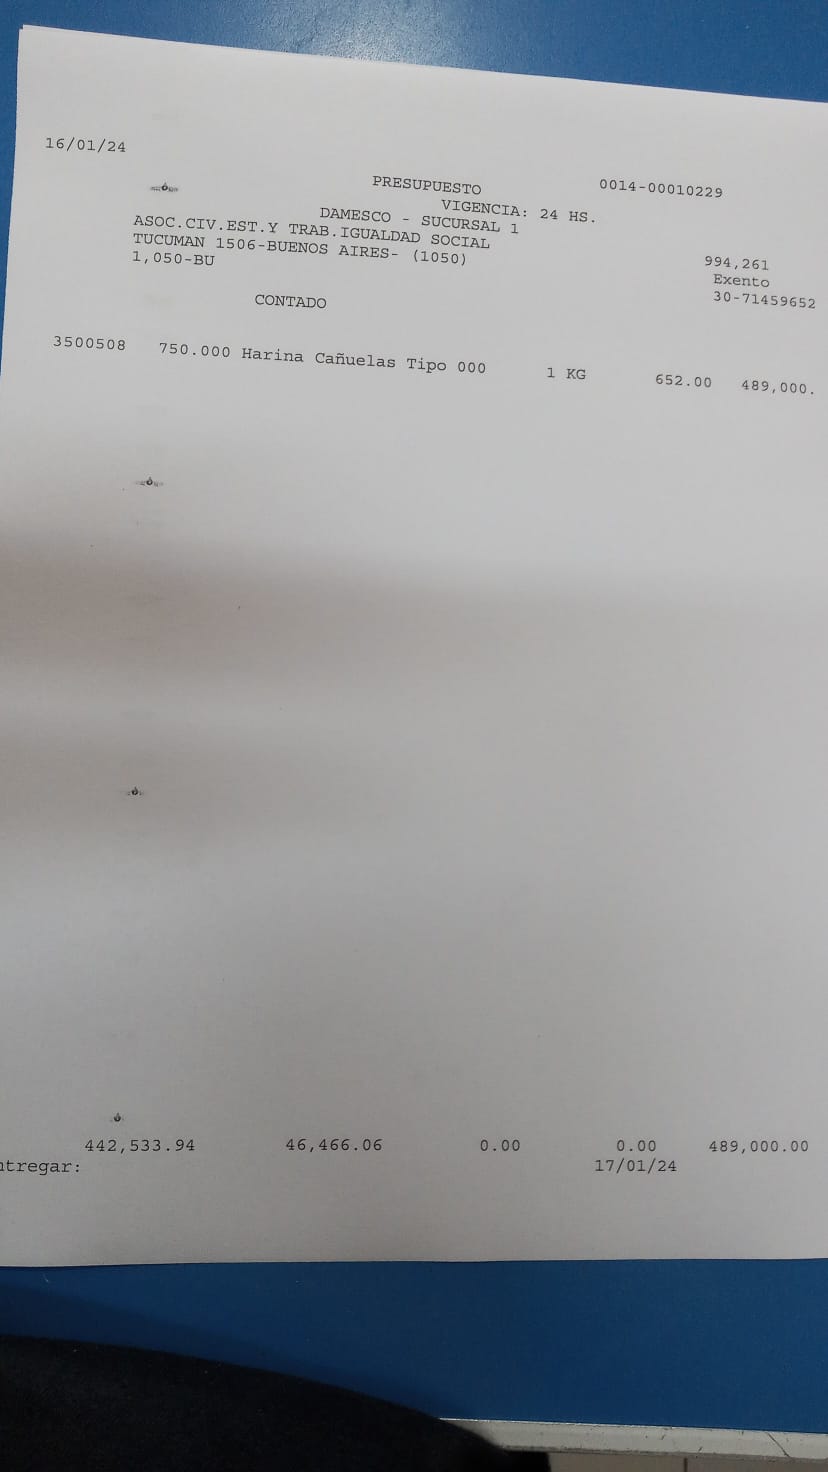 16/01/24
PRESUPUESTO 0014-00010229
VIGENCIA: 24 HS.
DAMESCO - SUCURSAL 1
ASOC.CIV.EST.Y TRAB.IGUALDAD SOCIAL
TUCUMAN 1506-BUENOS AIRES- (1050) 994,261
1,050-BU Exento
30-71459652
CONTADO
3500508 750.000 Harina Cañuelas Tipo 000 1 KG 652.00 489,000.
442,533.94 46,466.06 0.00 0.00 489,000.00
ntregar: 17/01/24